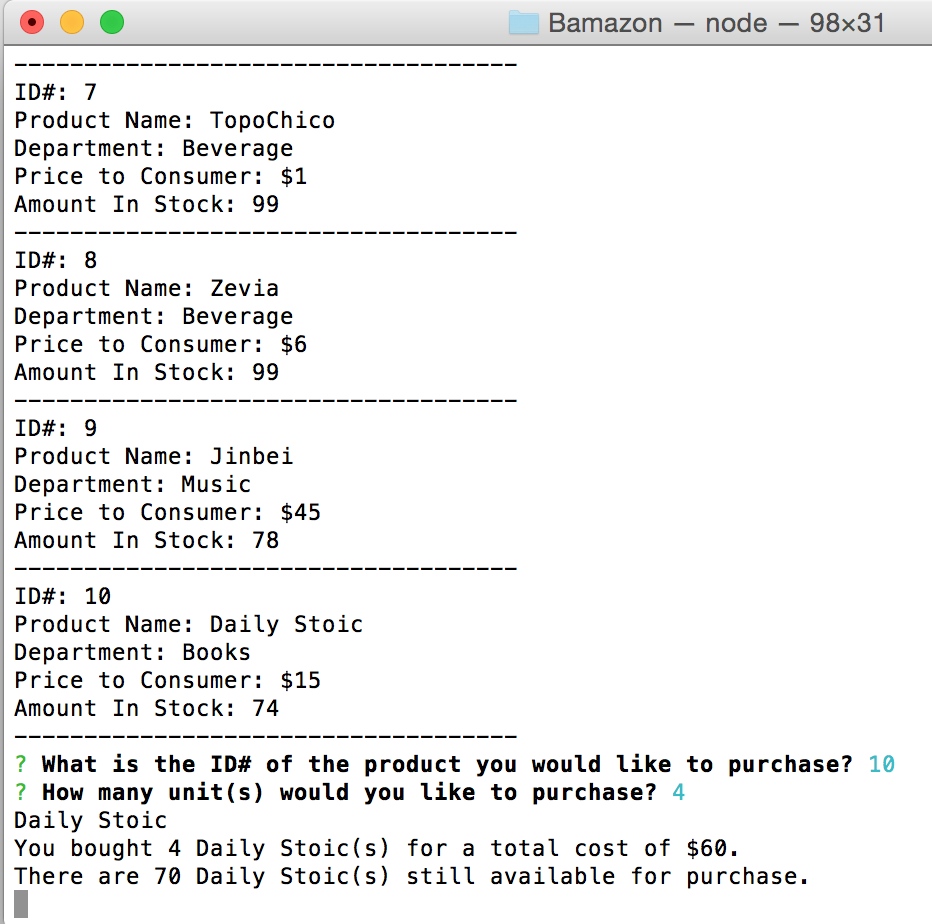 Bamazon — node — 98×31
------------------------------------
ID#: 7
Product Name: TopoChico
Department: Beverage
Price to Consumer: $1
Amount In Stock: 99
------------------------------------
ID#: 8
Product Name: Zevia
Department: Beverage
Price to Consumer: $6
Amount In Stock: 99
------------------------------------
ID#: 9
Product Name: Jinbei
Department: Music
Price to Consumer: $45
Amount In Stock: 78
------------------------------------
ID#: 10
Product Name: Daily Stoic
Department: Books
Price to Consumer: $15
Amount In Stock: 74
------------------------------------
? What is the ID# of the product you would like to purchase? 10
? How many unit(s) would you like to purchase? 4
Daily Stoic
You bought 4 Daily Stoic(s) for a total cost of $60.
There are 70 Daily Stoic(s) still available for purchase.